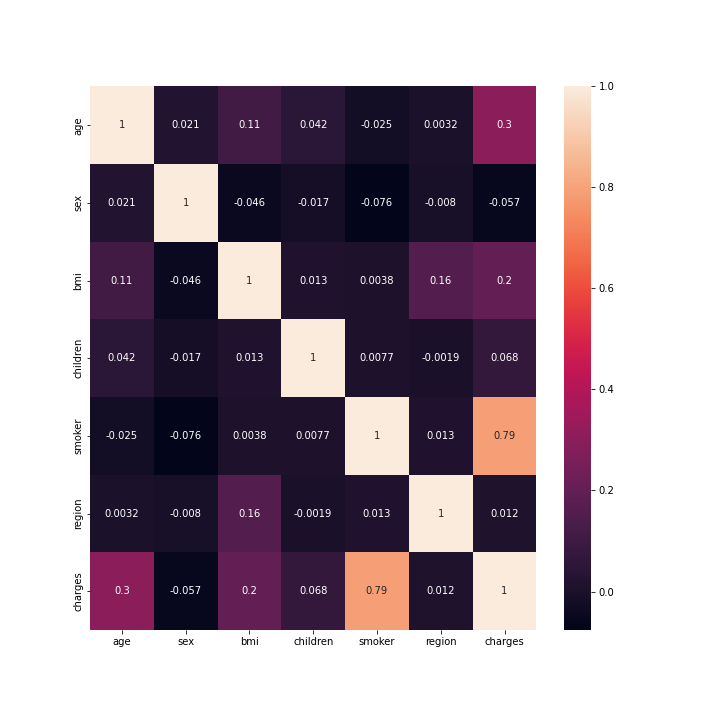 age 1 0.021 0.11 0.042 -0.025 0.0032 0.3
sex 0.021 1 -0.046 -0.017 -0.076 -0.008 -0.057
bmi 0.11 -0.046 1 0.013 0.0038 0.16 0.2
children 0.042 -0.017 0.013 1 0.0077 -0.0019 0.068
smoker -0.025 -0.076 0.0038 0.0077 1 0.013 0.79
region 0.0032 -0.008 0.16 -0.0019 0.013 1 0.012
charges 0.3 -0.057 0.2 0.068 0.79 0.012 1
age sex bmi children smoker region charges
1.0
0.8
0.6
0.4
0.2
0.0